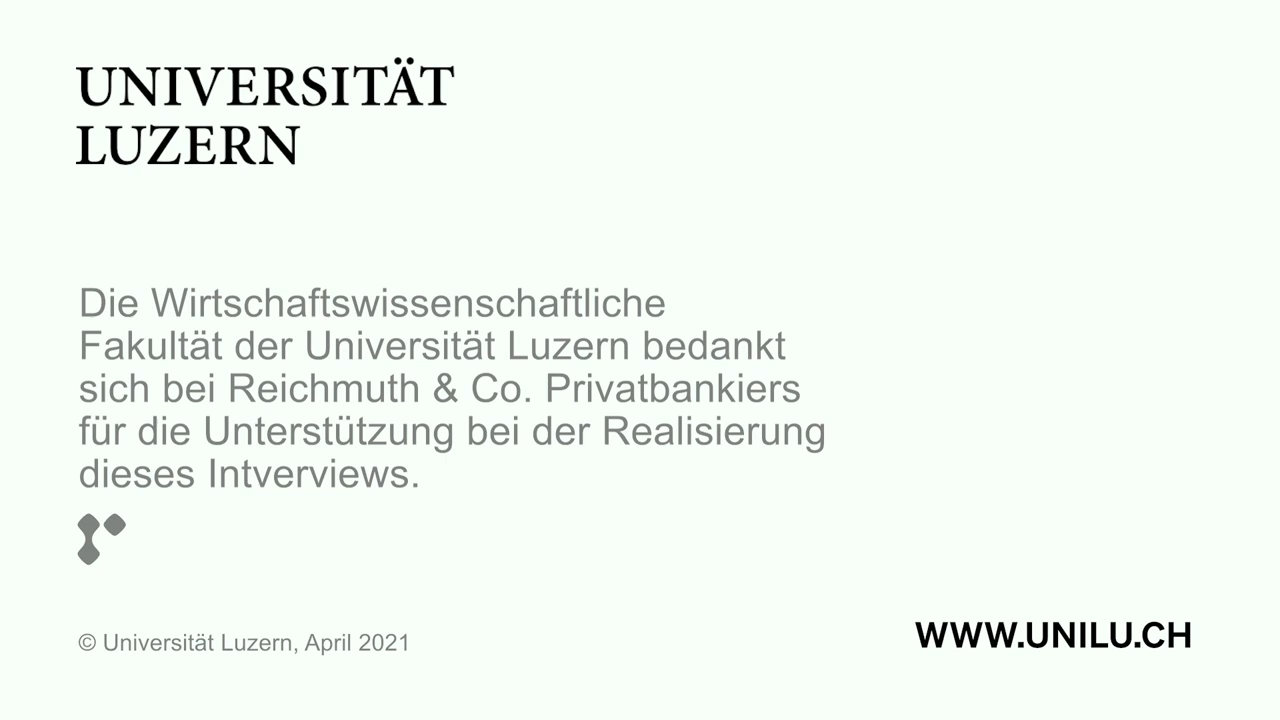 UNIVERSITÄT
LUZERN
Die Wirtschaftswissenschaftliche
Fakultät der Universität Luzern bedankt
sich bei Reichmuth & Co. Privatbankiers
für die Unterstützung bei der Realisierung
dieses Intverviews.
© Universität Luzern, April 2021
WWW.UNILU.CH